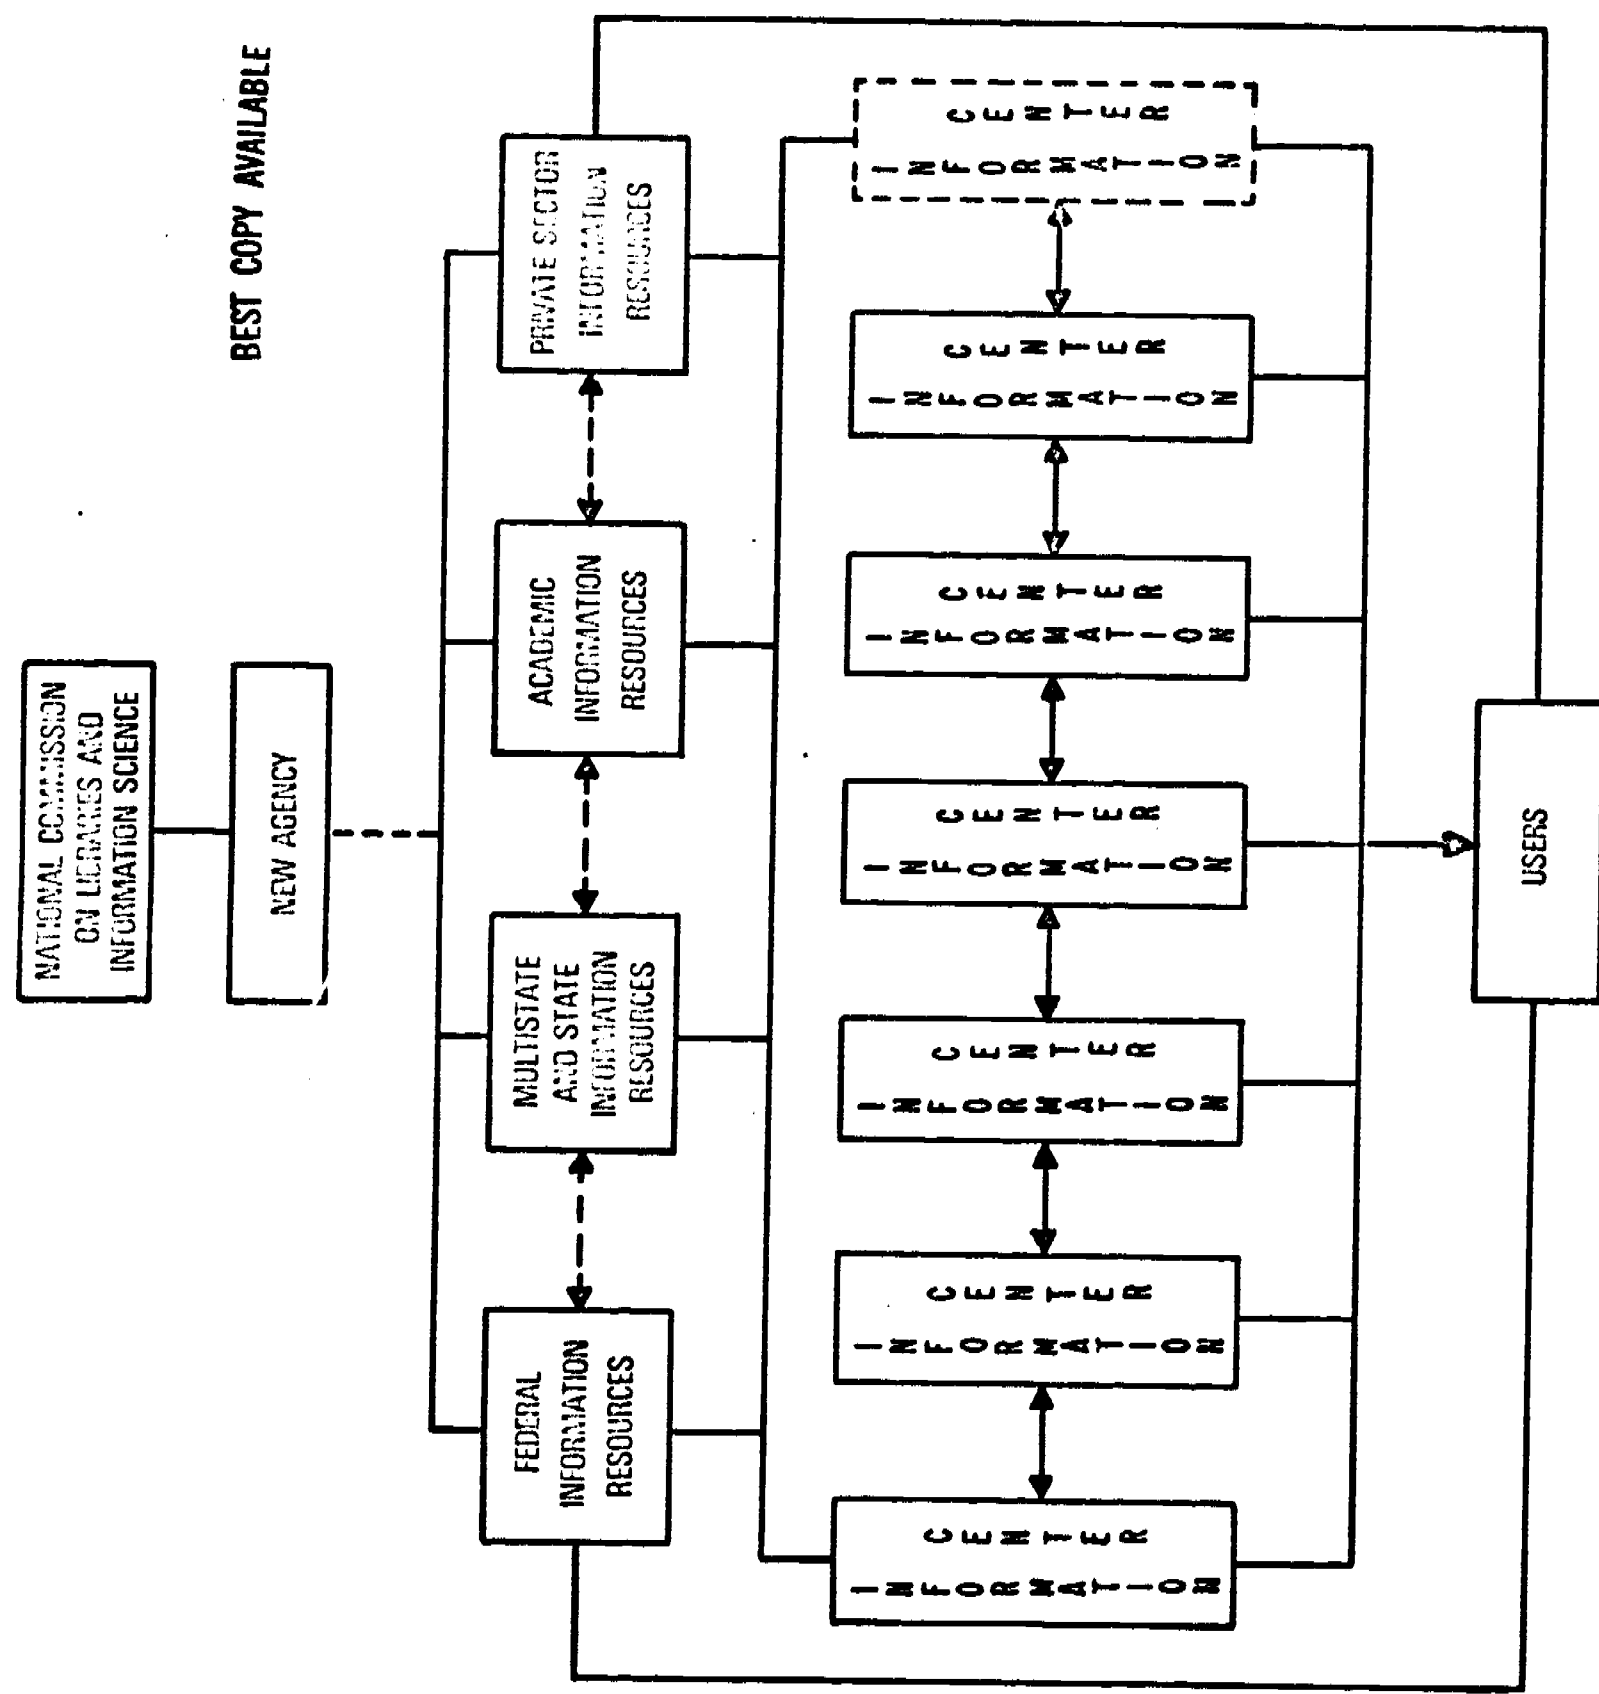 NATIONAL COMMISSION
ON LIBRARIES AND
INFORMATION SCIENCE
NEW AGENCY
BEST COPY AVAILABLE
FEDERAL
INFORMATION
RESOURCES
MULTISTATE
AND STATE
INFORMATION
RESOURCES
ACADEMIC
INFORMATION
RESOURCES
PRIVATE SECTOR
INFORMATION
RESOURCES
INFORMATION
CENTER
INFORMATION
CENTER
INFORMATION
CENTER
INFORMATION
CENTER
INFORMATION
CENTER
INFORMATION
CENTER
INFORMATION
CENTER
USERS